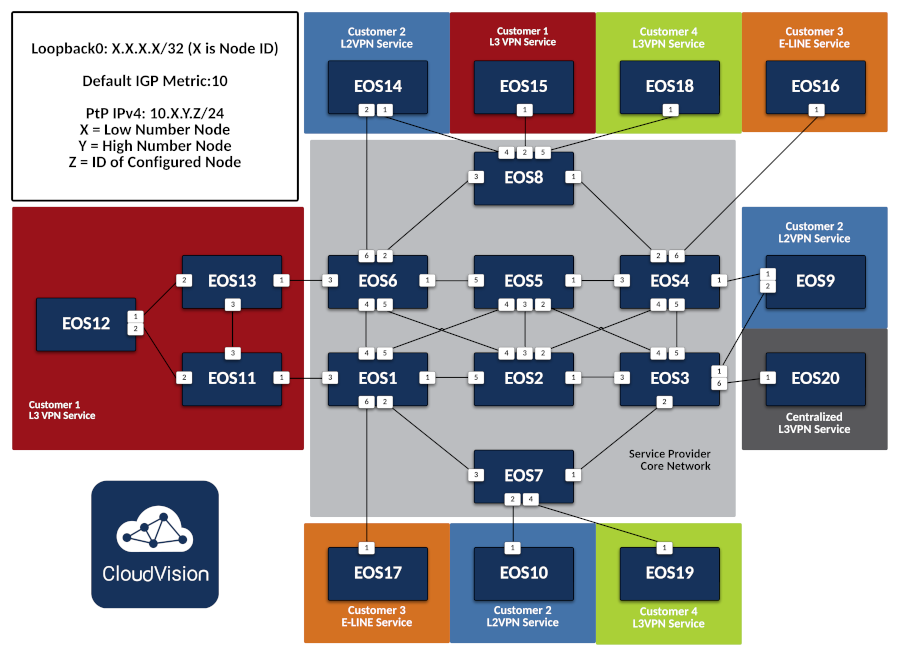 Loopback0: X.X.X.X/32 (X is Node ID)
Default IGP Metric:10
PtP IPv4: 10.X.Y.Z/24
X = Low Number Node
Y = High Number Node
Z = ID of Configured Node
Customer 2
L2VPN Service
EOS14
2 1
Customer 1
L3 VPN Service
EOS15
1
Customer 4
L3VPN Service
EOS18
1
Customer 3
E-LINE Service
EOS16
1
4 2 5
3 EOS8 1
2 EOS13 1
3
1
EOS12
2
3
2 EOS11 1
Customer 1
L3 VPN Service
6 2
3 EOS6 1
4 5
5 EOS5 1
4 3 2
2 6
3 EOS4 1
4 5
Customer 2
L2VPN Service
1
EOS9
2
4 5
3 EOS1 1
6 2
4 3 2
5 EOS2 1
4 5
1
3 EOS3
6
2
1 EOS20
Centralized
L3VPN Service
Service Provider
Core Network
3 EOS7 1
2 4
CloudVision
1
EOS17
Customer 3
E-LINE Service
1
EOS10
Customer 2
L2VPN Service
1
EOS19
Customer 4
L3VPN Service